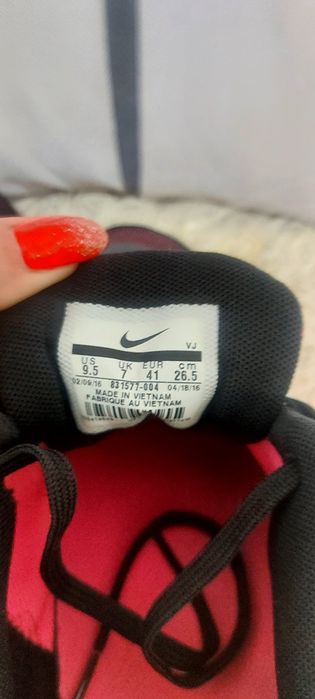 VJ
US UK EUR cm
9.5 7 41 26.5
02/09/16 831577-004 04/18/16
MADE IN VIETNAM
FABRIQUE AU VIETNAM